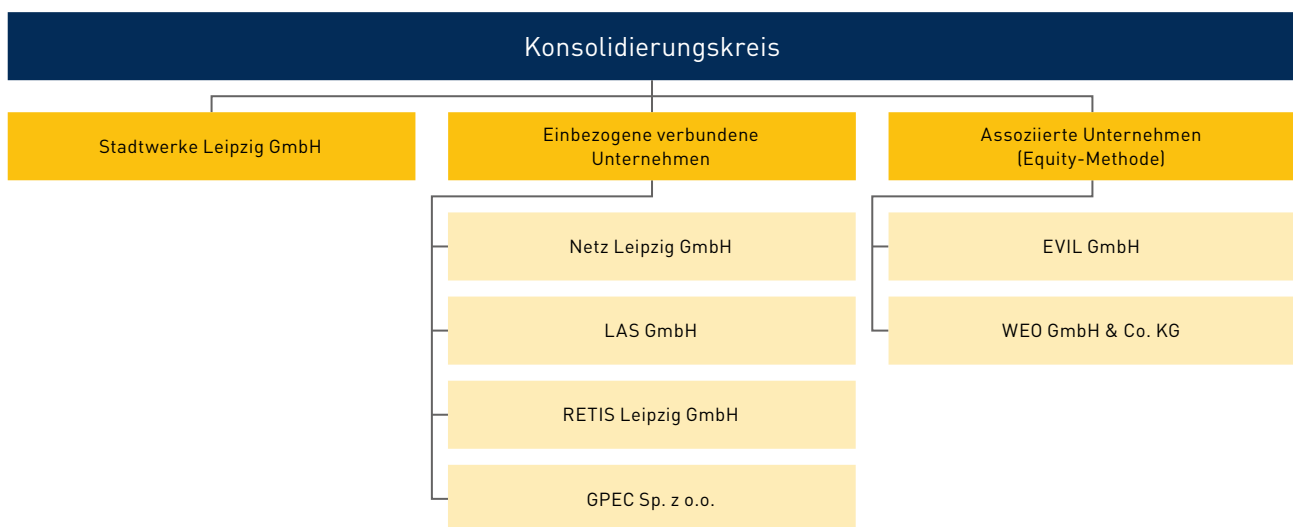 Konsolidierungskreis
Stadtwerke Leipzig GmbH
Einbezogene verbundene
Unternehmen
Netz Leipzig GmbH
LAS GmbH
RETIS Leipzig GmbH
GPEC Sp. z o.o.
Assoziierte Unternehmen
(Equity-Methode)
EVIL GmbH
WEO GmbH & Co. KG